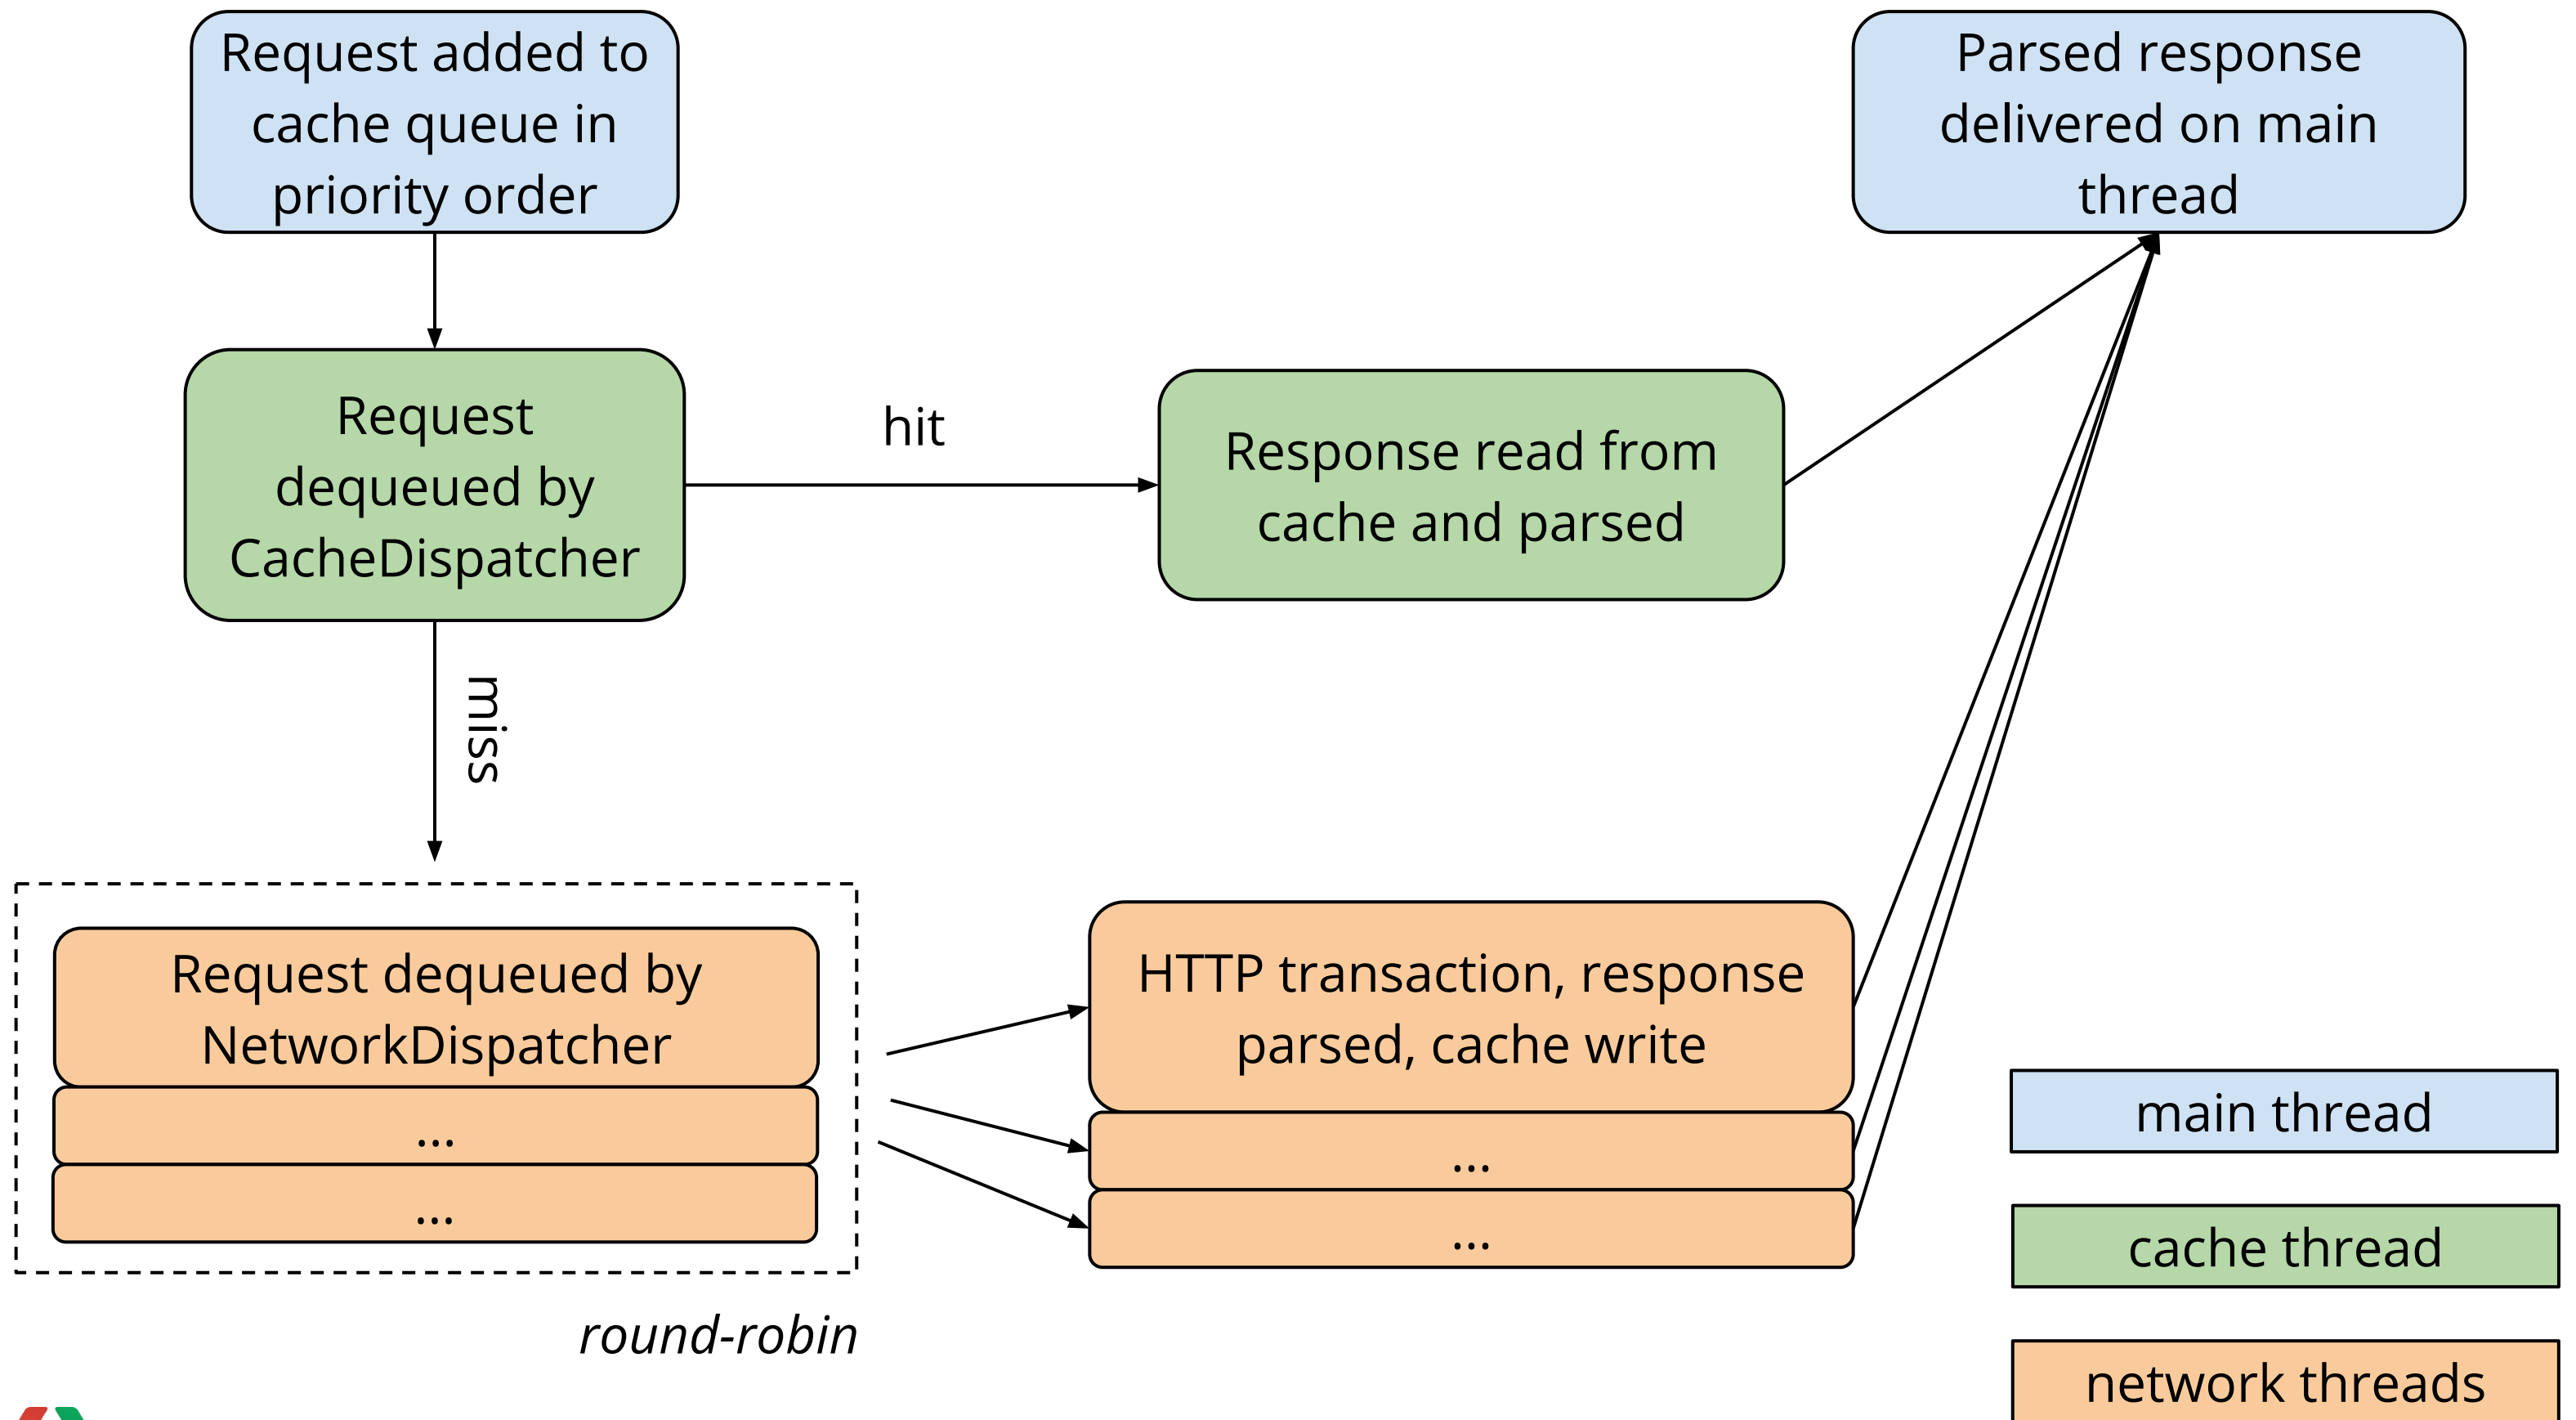 Request added to
cache queue in
priority order
Parsed response
delivered on main
thread
Request
dequeued by
CacheDispatcher
hit
Response read from
cache and parsed
miss
Request dequeued by
NetworkDispatcher
...
...
HTTP transaction, response
parsed, cache write
...
...
round-robin
main thread
cache thread
network threads